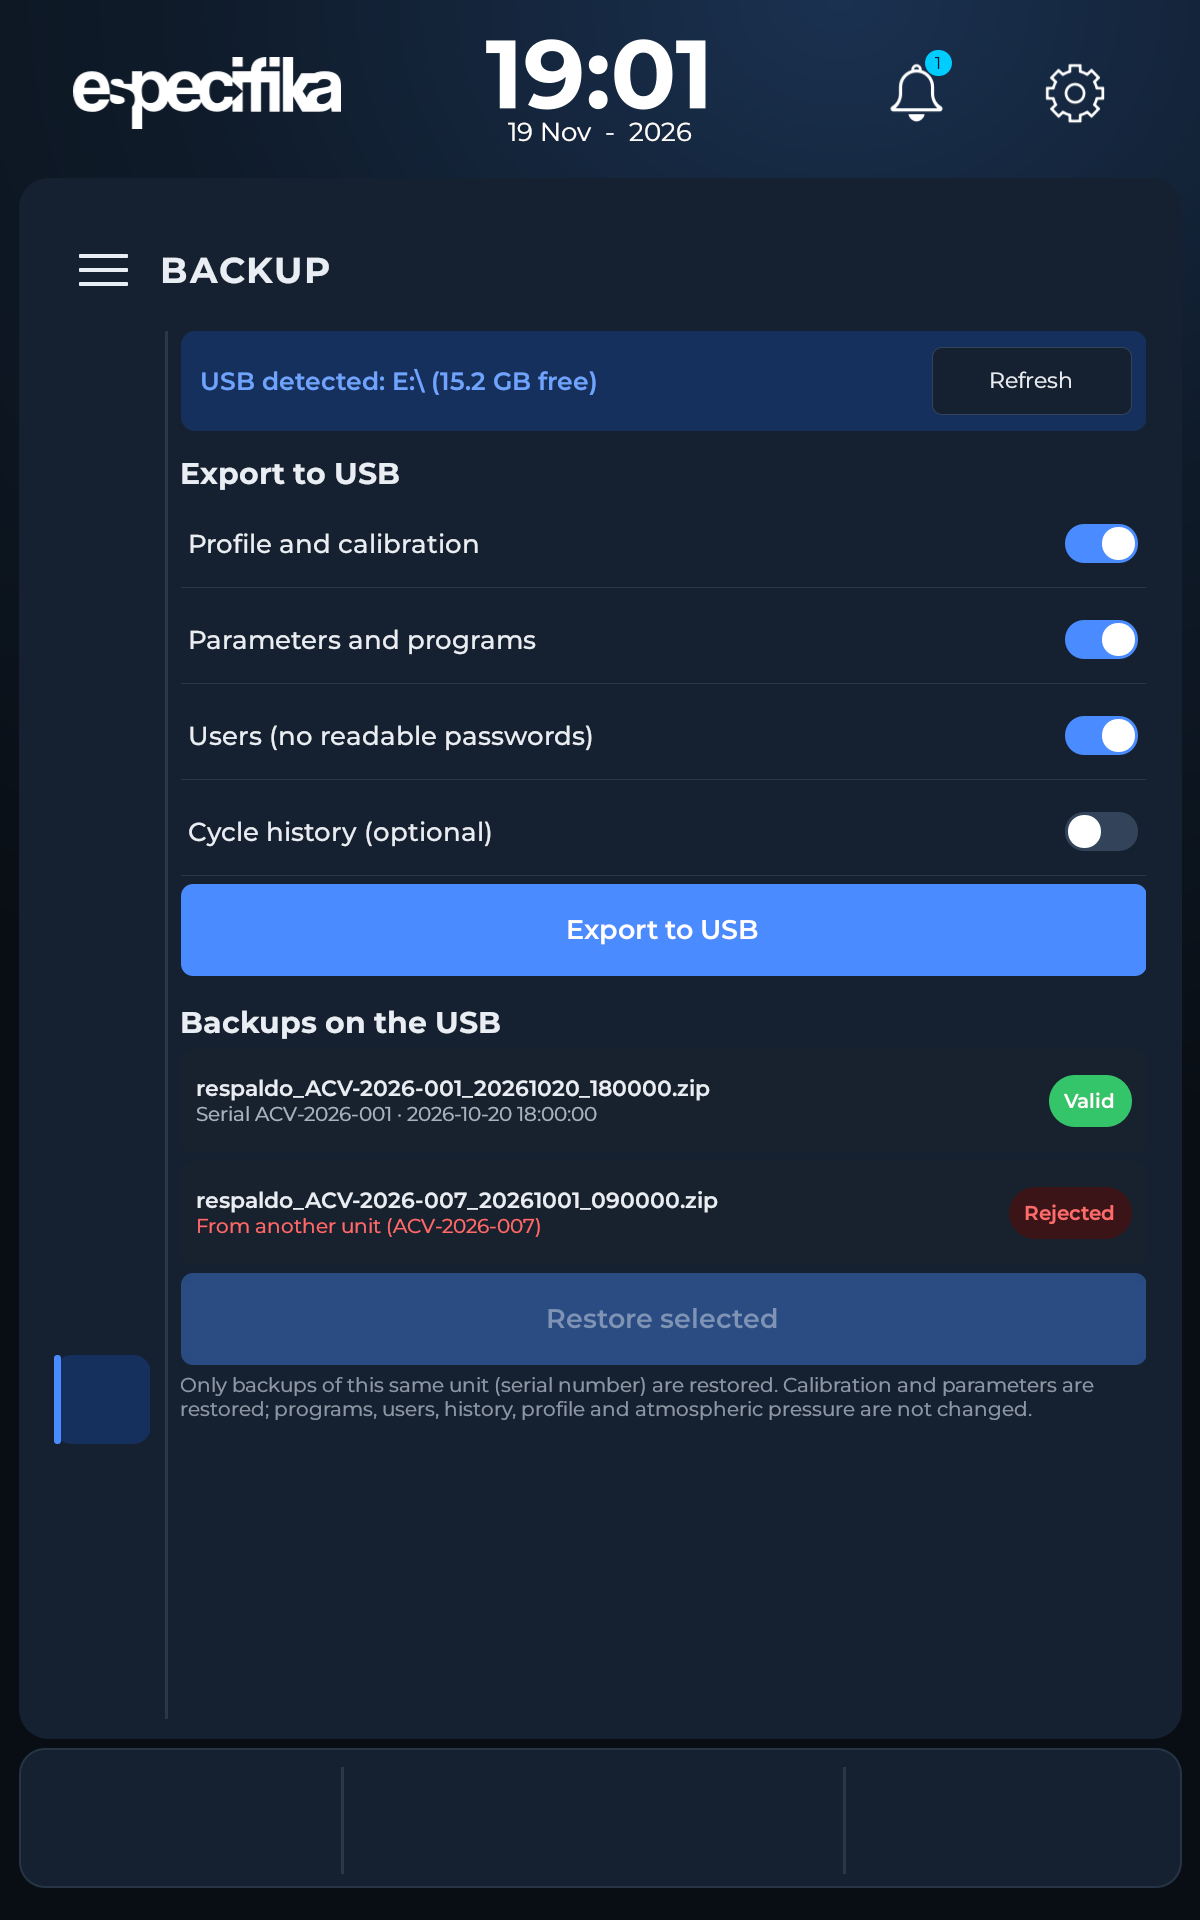 especifika
19:01
19 Nov - 2026
1
BACKUP
USB detected: E:\ (15.2 GB free)
Refresh
Export to USB
Profile and calibration
Parameters and programs
Users (no readable passwords)
Cycle history (optional)
Export to USB
Backups on the USB
respaldo_ACV-2026-001_20261020_180000.zip
Serial ACV-2026-001 · 2026-10-20 18:00:00
Valid
respaldo_ACV-2026-007_20261001_090000.zip
From another unit (ACV-2026-007)
Rejected
Restore selected
Only backups of this same unit (serial number) are restored. Calibration and parameters are
restored; programs, users, history, profile and atmospheric pressure are not changed.